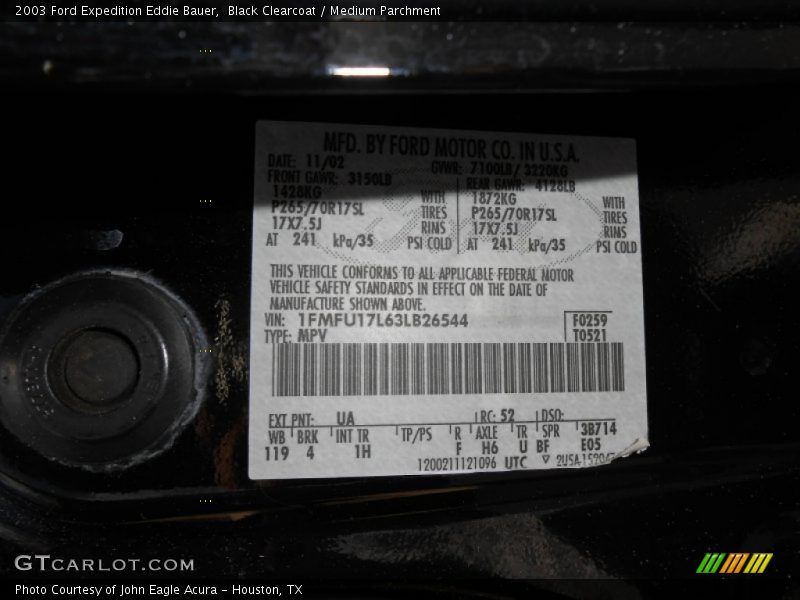 2003 Ford Expedition Eddie Bauer,  Black Clearcoat / Medium Parchment
MFD. BY FORD MOTOR CO. IN U.S.A.
DATE: 11/02 GVWR: 7100LB/ 3220KG
FRONT GAWR: 3150LB REAR GAWR: 4128LB
1428KG WITH 1872KG WITH
P265/70R17SL TIRES P265/70R17SL TIRES
17X7.5J RIMS 17X7.5J RIMS
AT 241 kPa/35 PSI COLD AT 241 kPa/35 PSI COLD
THIS VEHICLE CONFORMS TO ALL APPLICABLE FEDERAL MOTOR
VEHICLE SAFETY STANDARDS IN EFFECT ON THE DATE OF
MANUFACTURE SHOWN ABOVE.
VIN: 1FMFU17L63LB26544 F0259
TYPE: MPV T0521
EXT PNT: UA RC: 52 DSO:
WB BRK INT TR TP/PS R AXLE TR SPR 3B714
119 4 1H F H6 U BF E05
1200211121096 UTC
GTCARLOT.COM
Photo Courtesy of John Eagle Acura - Houston, TX